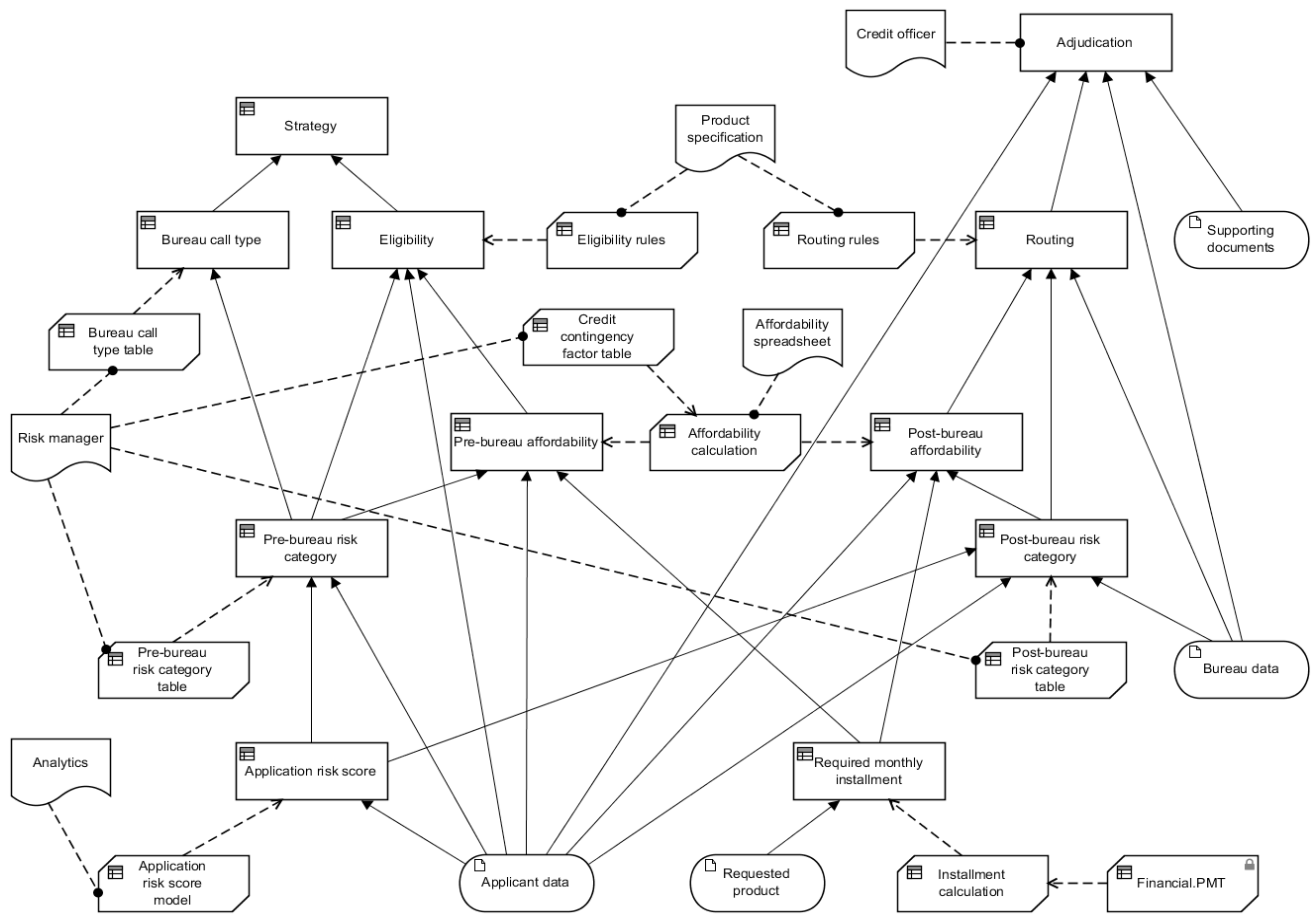 Credit officer
Adjudication
Strategy
Product
specification
Bureau call type
Eligibility
Eligibility rules
Routing rules
Routing
Supporting
documents
Bureau call
type table
Credit
contingency
factor table
Affordability
spreadsheet
Risk manager
Pre-bureau affordability
Affordability
calculation
Post-bureau
affordability
Pre-bureau risk
category
Post-bureau risk
category
Pre-bureau
risk category
table
Post-bureau
risk category
table
Bureau data
Analytics
Application risk score
Required monthly
installment
Application
risk score
model
Applicant data
Requested
product
Installment
calculation
Financial.PMT